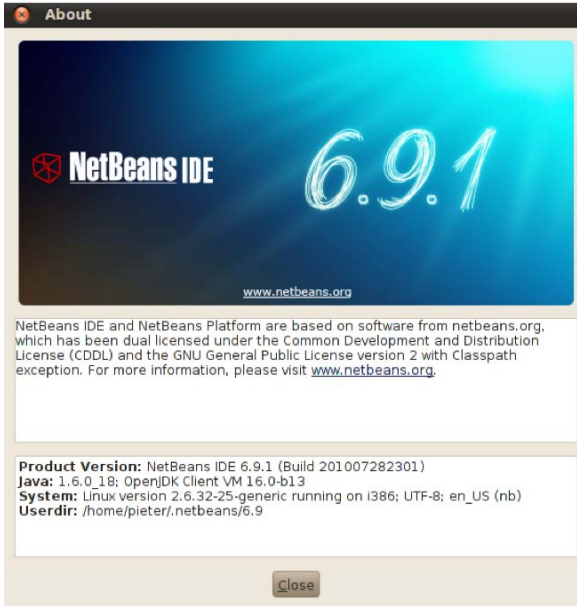 About
NetBeans IDE
6.9.1
www.netbeans.org
NetBeans IDE and NetBeans Platform are based on software from netbeans.org,
which has been dual licensed under the Common Development and Distribution
License (CDDL) and the GNU General Public License version 2 with Classpath
exception. For more information, please visit www.netbeans.org.
Product Version: NetBeans IDE 6.9.1 (Build 201007282301)
Java: 1.6.0_18; OpenJDK Client VM 16.0-b13
System: Linux version 2.6.32-25-generic running on i386; UTF-8; en_US (nb)
Userdir: /home/pieter/.netbeans/6.9
Close